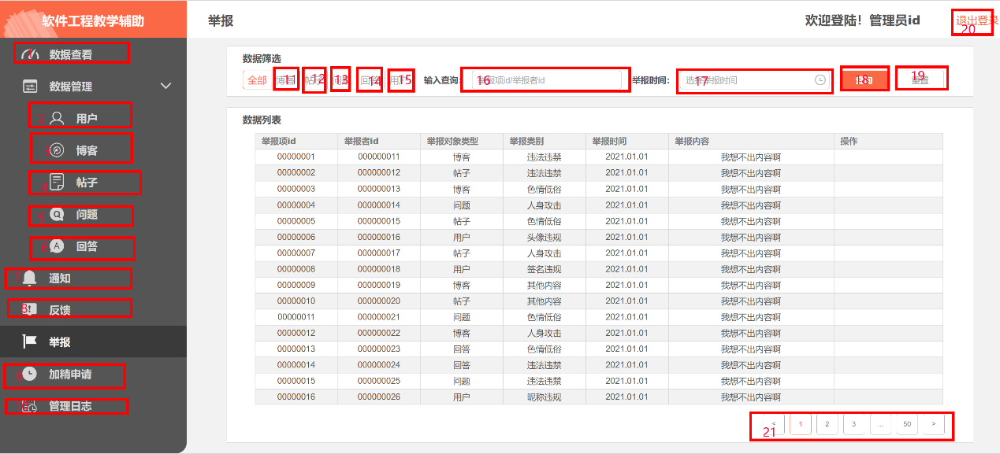 软件工程教学辅助
举报
欢迎登陆！管理员id
退出登录
20
1 数据查看
数据管理
2 用户
3 博客
4 帖子
5 问题
6 回答
7 通知
8 反馈
举报
9 加精申请
管理日志
数据筛选
全部 博客 11 帖子 12 问题 13 回答 14 用户 15 输入查询: 举报项id/举报者id 16 举报时间: 选择举报时间 17 查询 18 重置 19
数据列表
举报项id 举报者id 举报对象类型 举报类别 举报时间 举报内容 操作
00000001 000000011 博客 违法违禁 2021.01.01 我想不出内容啊
00000002 000000012 帖子 违法违禁 2021.01.01 我想不出内容啊
00000003 000000013 博客 色情低俗 2021.01.01 我想不出内容啊
00000004 000000014 问题 人身攻击 2021.01.01 我想不出内容啊
00000005 000000015 帖子 色情低俗 2021.01.01 我想不出内容啊
00000006 000000016 用户 头像违规 2021.01.01 我想不出内容啊
00000007 000000017 帖子 人身攻击 2021.01.01 我想不出内容啊
00000008 000000018 用户 签名违规 2021.01.01 我想不出内容啊
00000009 000000019 博客 其他内容 2021.01.01 我想不出内容啊
00000010 000000020 帖子 其他内容 2021.01.01 我想不出内容啊
00000011 000000021 问题 色情低俗 2021.01.01 我想不出内容啊
00000012 000000022 博客 人身攻击 2021.01.01 我想不出内容啊
00000013 000000023 回答 色情低俗 2021.01.01 我想不出内容啊
00000014 000000024 回答 违法违禁 2021.01.01 我想不出内容啊
00000015 000000025 问题 违法违禁 2021.01.01 我想不出内容啊
00000016 000000026 用户 昵称违规 2021.01.01 我想不出内容啊
21 < 1 2 3 ... 50 >